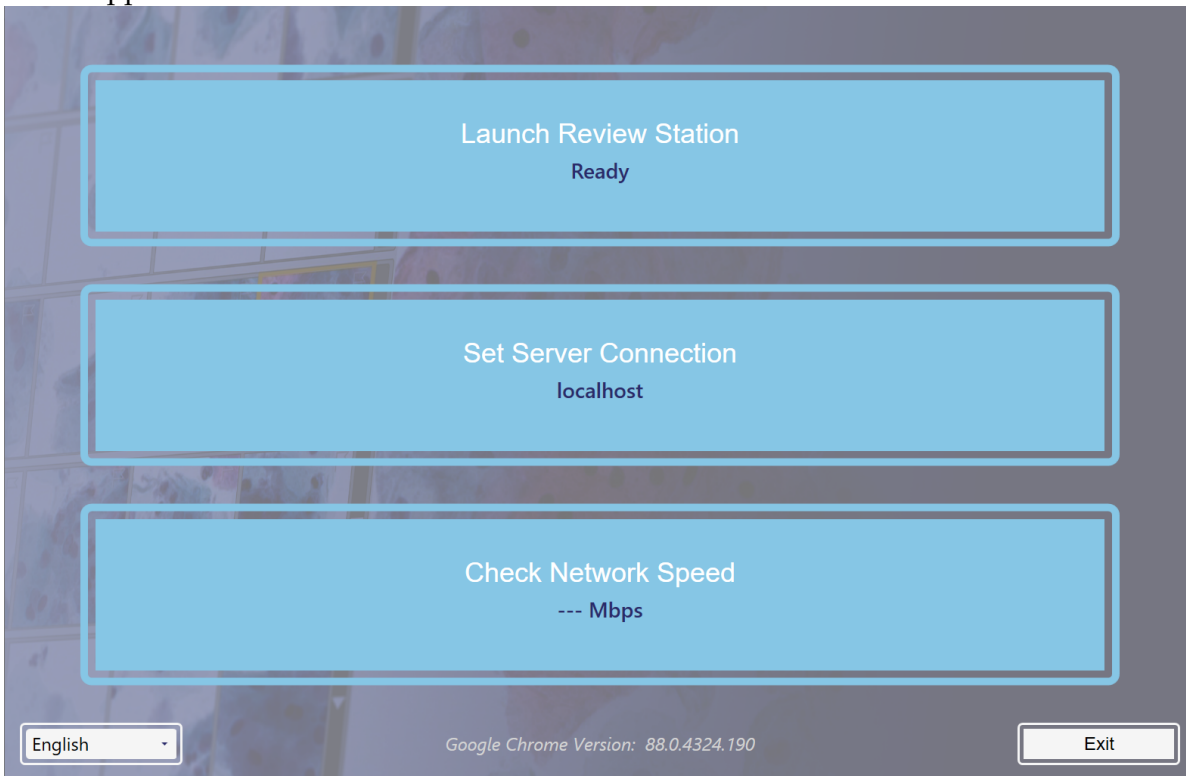 Launch Review Station
Ready
Set Server Connection
localhost
Check Network Speed
--- Mbps
English
Google Chrome Version: 88.0.4324.190
Exit